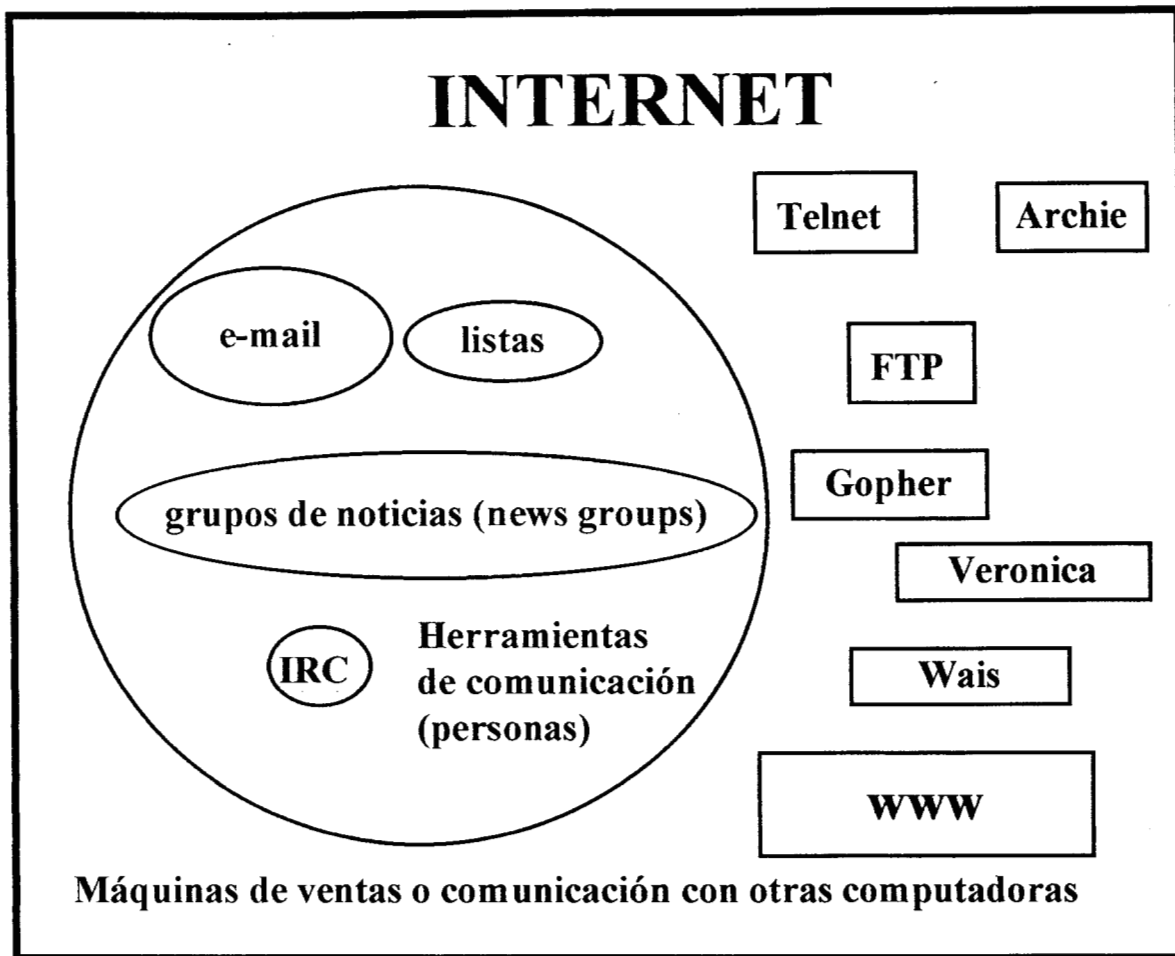 INTERNET
Telnet
Archie
e-mail
listas
FTP
Gopher
grupos de noticias (news groups)
Veronica
Herramientas
de comunicación
(personas)
IRC
Wais
WWW
Máquinas de ventas o comunicación con otras computadoras